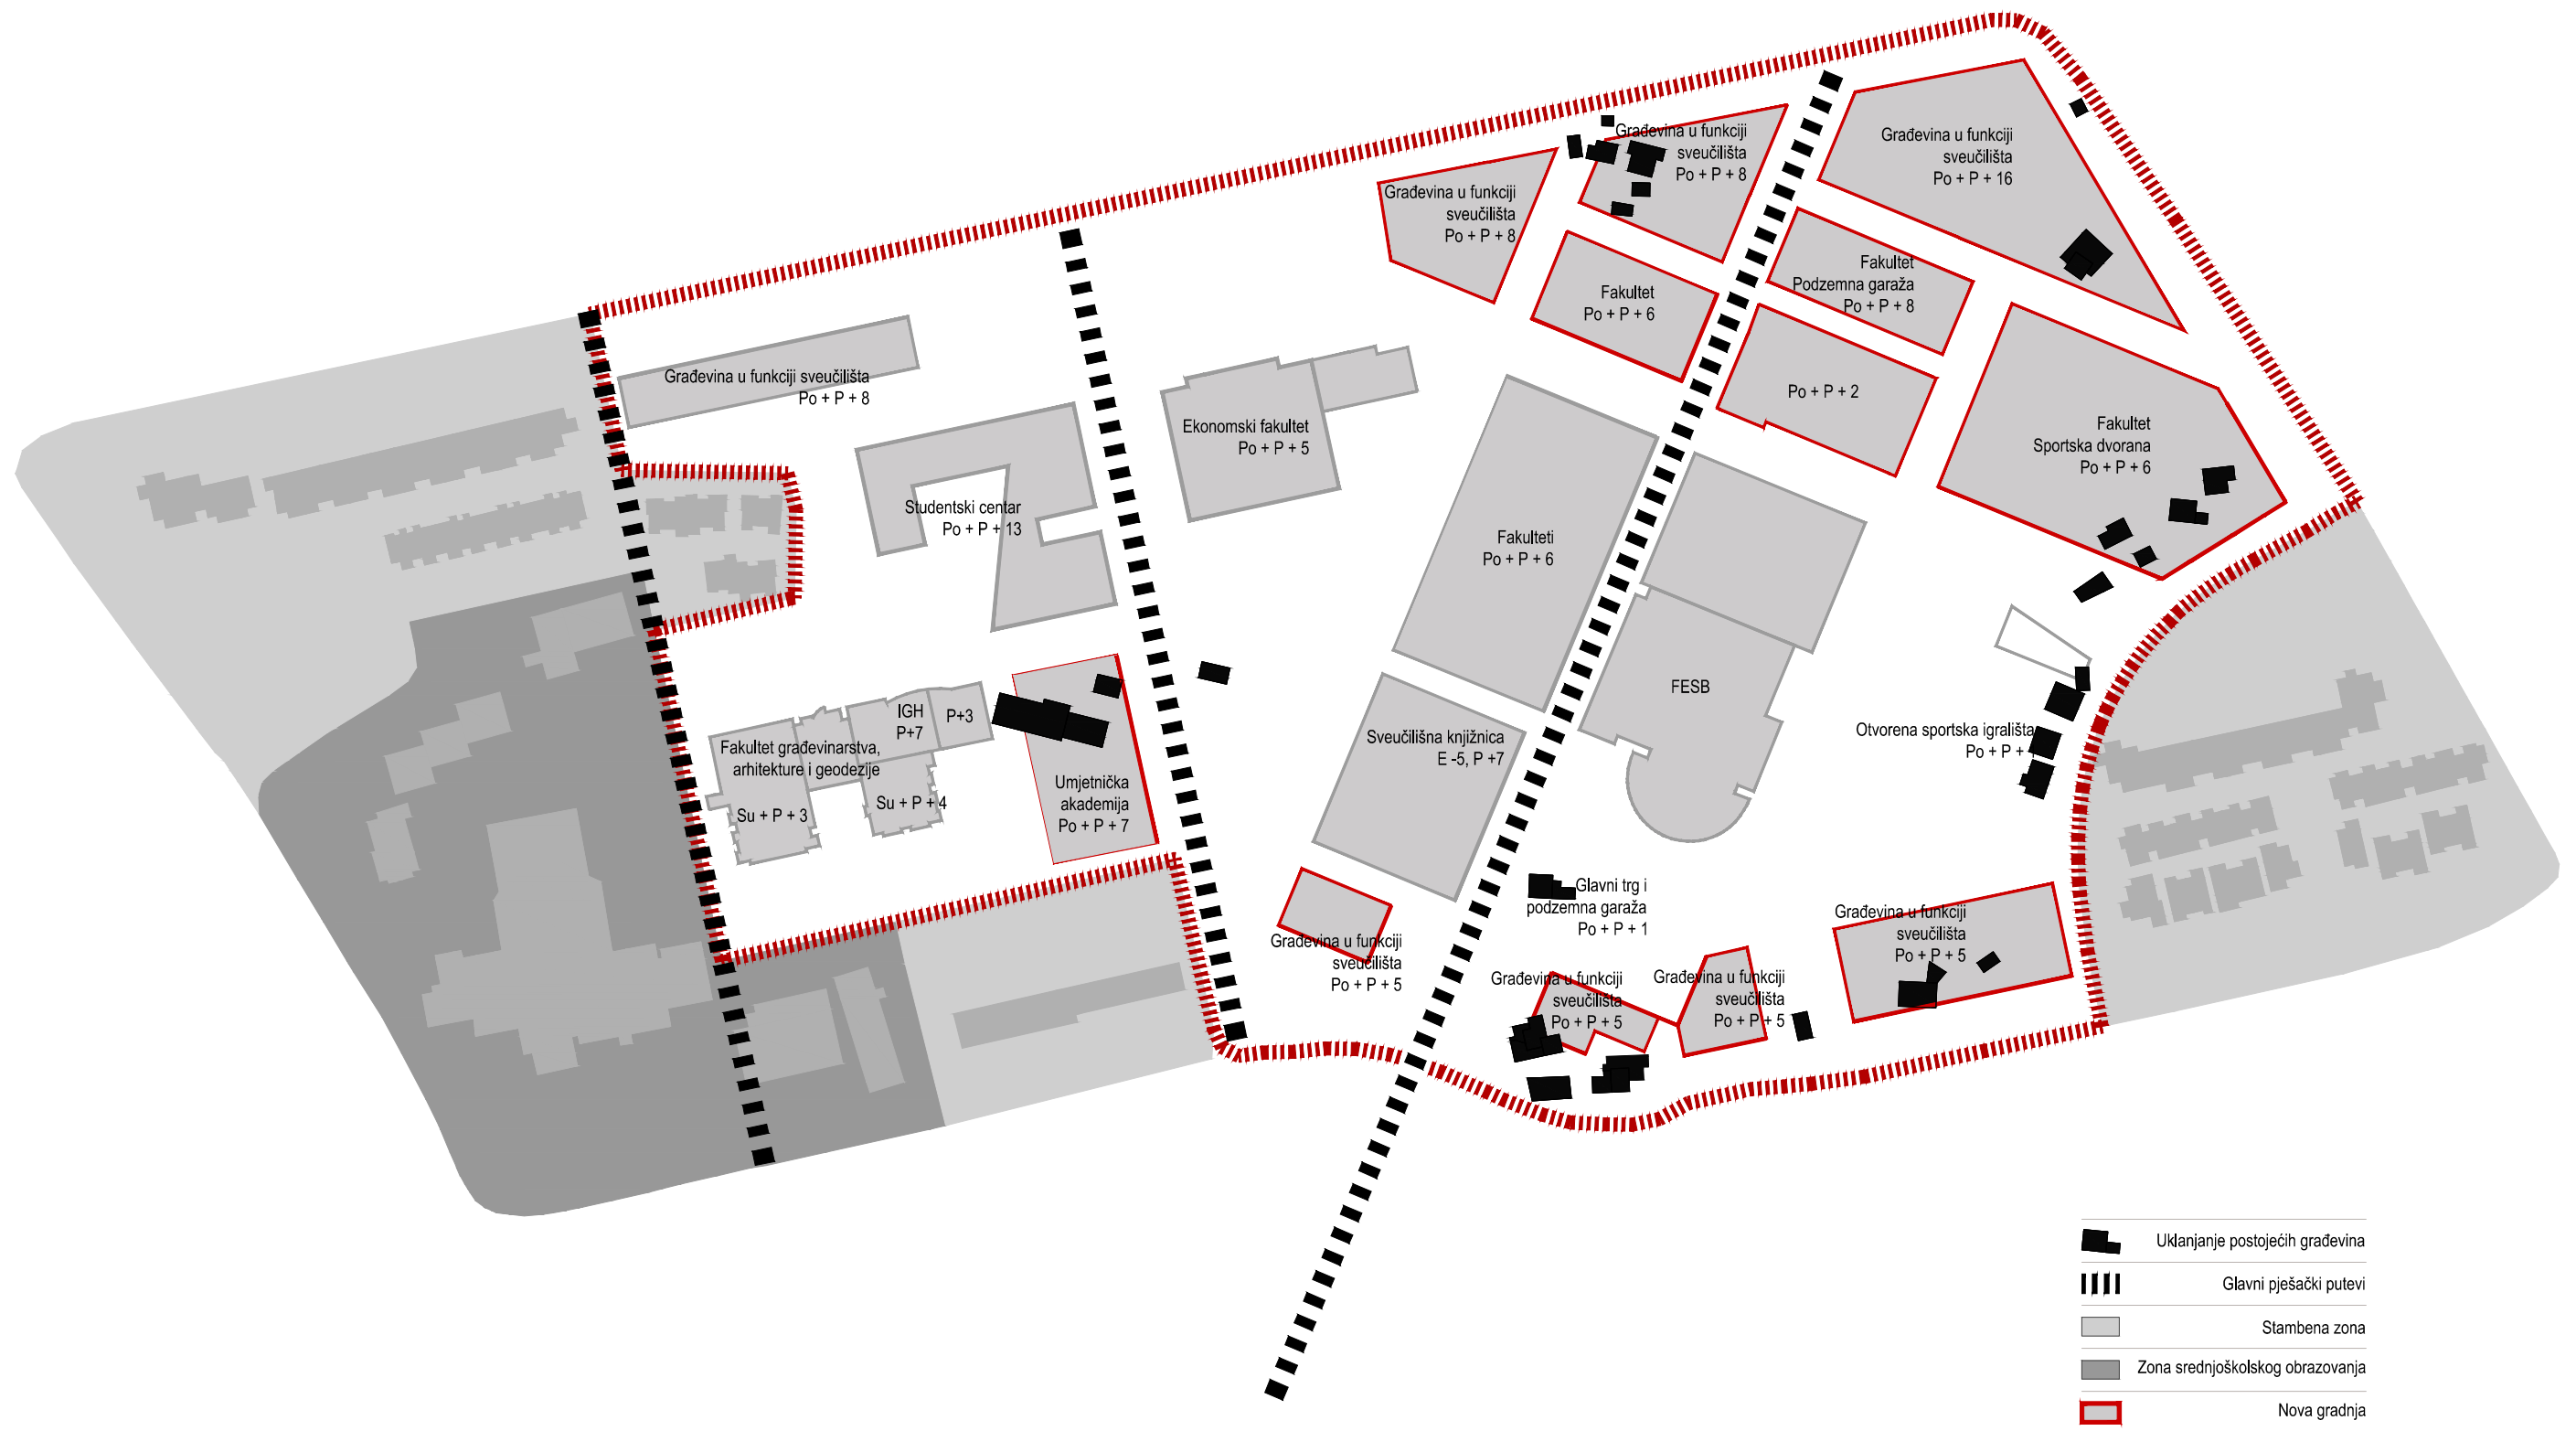 Građevina u funkciji
sveučilišta
Po + P + 8
Građevina u funkciji
sveučilišta
Po + P + 16
Građevina u funkciji
sveučilišta
Po + P + 8
Fakultet
Podzemna garaža
Po + P + 8
Fakultet
Po + P + 6
Građevina u funkciji sveučilišta
Po + P + 8
Po + P + 2
Ekonomski fakultet
Po + P + 5
Fakultet
Sportska dvorana
Po + P + 6
Studentski centar
Po + P + 13
Fakulteti
Po + P + 6
FESB
IGH
P+7
P+3
Fakultet građevinarstva,
arhitekture i geodezije
Su + P + 3
Su + P + 4
Umjetnička
akademija
Po + P + 7
Sveučilišna knjižnica
E -5, P +7
Otvorena sportska igrališta
Po + P +
Glavni trg i
podzemna garaža
Po + P + 1
Građevina u funkciji
sveučilišta
Po + P + 5
Građevina u funkciji
sveučilišta
Po + P + 5
Građevina u funkciji
sveučilišta
Po + P + 5
Građevina u funkciji
sveučilišta
Po + P + 5
Uklanjanje postojećih građevina
Glavni pješački putevi
Stambena zona
Zona srednjoškolskog obrazovanja
Nova gradnja